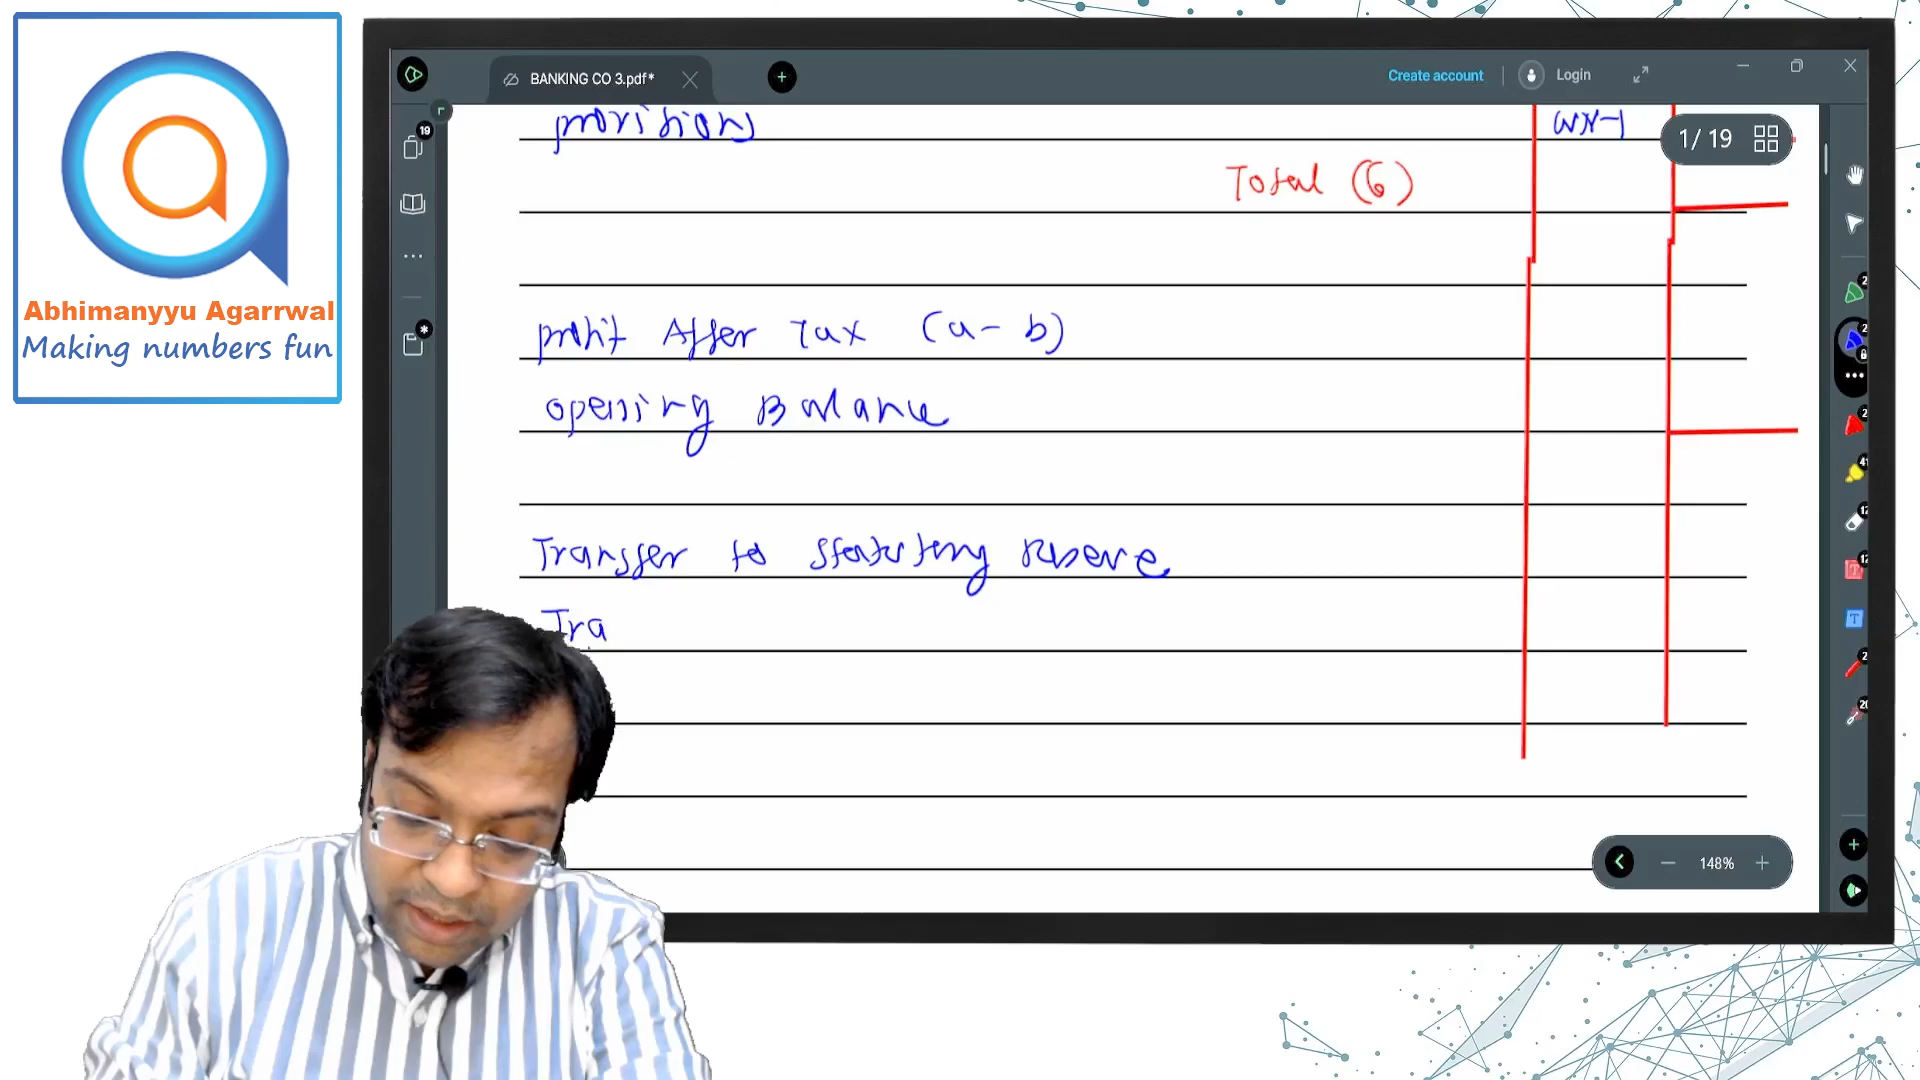 Abhimanyyu Agarrwal
Making numbers fun
BANKING CO 3.pdf*
Create account
Login
19
provisions
WN-1
1/ 19
Total (b)
profit After Tax (a - b)
opening Balance
Transfer to Statutory Reserve
Tra
148%